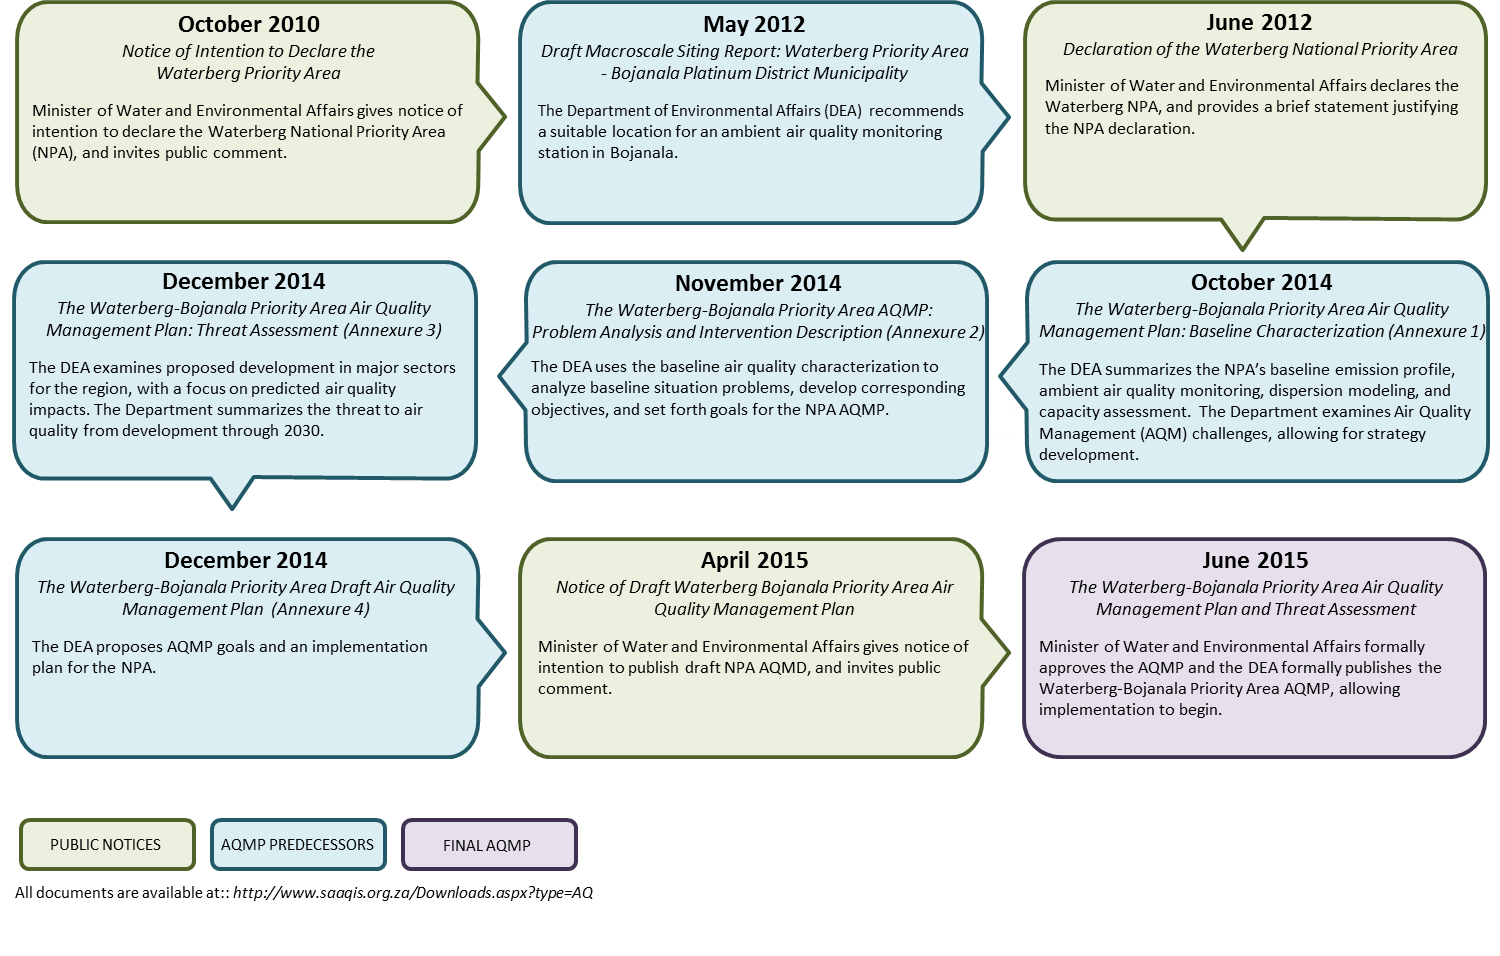 October 2010
Notice of Intention to Declare the
Waterberg Priority Area
Minister of Water and Environmental Affairs gives notice of
intention to declare the Waterberg National Priority Area
(NPA), and invites public comment.
May 2012
Draft Macroscale Siting Report: Waterberg Priority Area
- Bojanala Platinum District Municipality
The Department of Environmental Affairs (DEA) recommends
a suitable location for an ambient air quality monitoring
station in Bojanala.
June 2012
Declaration of the Waterberg National Priority Area
Minister of Water and Environmental Affairs declares the
Waterberg NPA, and provides a brief statement justifying
the NPA declaration.
October 2014
The Waterberg-Bojanala Priority Area Air Quality
Management Plan: Baseline Characterization (Annexure 1)
The DEA summarizes the NPA's baseline emission profile,
ambient air quality monitoring, dispersion modeling, and
capacity assessment. The Department examines Air Quality
Management (AQM) challenges, allowing for strategy
development.
November 2014
The Waterberg-Bojanala Priority Area AQMP:
Problem Analysis and Intervention Description (Annexure 2)
The DEA uses the baseline air quality characterization to
analyze baseline situation problems, develop corresponding
objectives, and set forth goals for the NPA AQMP.
December 2014
The Waterberg-Bojanala Priority Area Air Quality
Management Plan: Threat Assessment (Annexure 3)
The DEA examines proposed development in major sectors
for the region, with a focus on predicted air quality
impacts. The Department summarizes the threat to air
quality from development through 2030.
December 2014
The Waterberg-Bojanala Priority Area Draft Air Quality
Management Plan (Annexure 4)
The DEA proposes AQMP goals and an implementation
plan for the NPA.
April 2015
Notice of Draft Waterberg Bojanala Priority Area Air
Quality Management Plan
Minister of Water and Environmental Affairs gives notice of
intention to publish draft NPA AQMD, and invites public
comment.
June 2015
The Waterberg-Bojanala Priority Area Air Quality
Management Plan and Threat Assessment
Minister of Water and Environmental Affairs formally
approves the AQMP and the DEA formally publishes the
Waterberg-Bojanala Priority Area AQMP, allowing
implementation to begin.
PUBLIC NOTICES
AQMP PREDECESSORS
FINAL AQMP
All documents are available at:: http://www.saaqis.org.za/Downloads.aspx?type=AQ